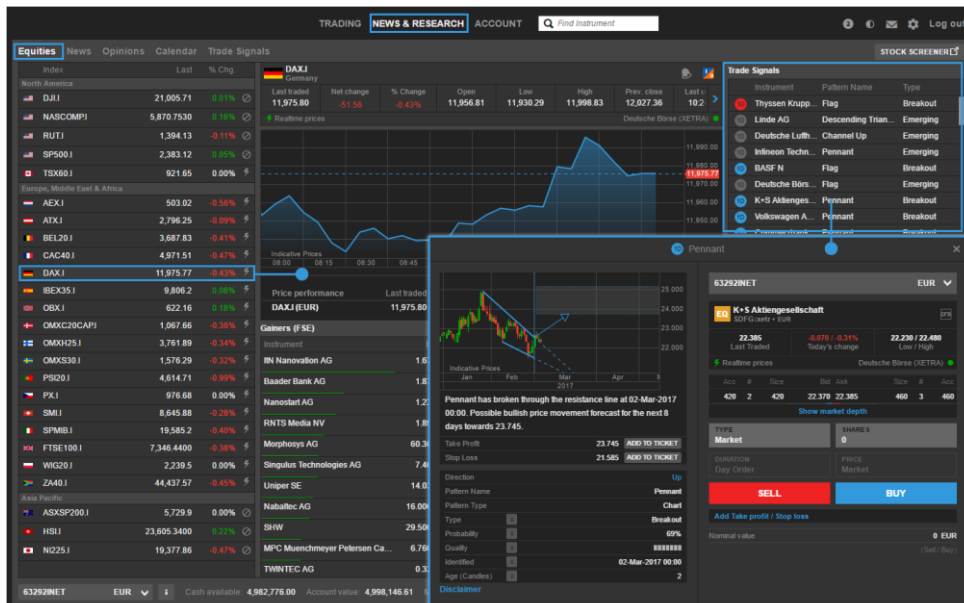 TRADING NEWS & RESEARCH ACCOUNT Find Instrument Log out
Equities News Opinions Calendar Trade Signals STOCK SCREENER
Index Last % Chg.
North America
DJI.I 21,005.71 0.01%
NASCOMP.I 5,870.7530 0.16%
RUT.I 1,394.13 -0.11%
SP500.I 2,383.12 0.05%
TSX60.I 921.65 0.00%
Europe, Middle East & Africa
AEX.I 503.02 -0.56%
ATX.I 2,796.25 -0.09%
BEL20.I 3,687.83 -0.41%
CAC40.I 4,971.51 -0.47%
DAX.I 11,975.77 -0.43%
IBEX35.I 9,806.2 0.08%
OBX.I 622.16 0.18%
OMXC20CAP.I 1,067.66 -0.36%
OMXH25.I 3,761.89 -0.34%
OMXS30.I 1,576.29 -0.32%
PSI20.I 4,614.71 -0.99%
PX.I 976.68 0.00%
SMI.I 8,645.88 -0.26%
SPMIB.I 19,585.2 -0.40%
FTSE100.I 7,346.4400 -0.38%
WIG20.I 2,239.5 0.00%
ZA40.I 44,437.57 -0.45%
Asia Pacific
ASXSP200.I 5,729.9 0.00%
HSI.I 23,605.3400 0.22%
NI225.I 19,377.86 -0.47%
DAX.I
Germany
Last traded Net change % Change Open Low High Prev. close
11,975.80 -51.56 -0.43% 11,956.81 11,930.29 11,998.83 12,027.36
Realtime prices Deutsche Börse (XETRA)
11,990.00
11,980.00
11,975.77
11,970.00
11,960.00
11,950.00
Indicative Prices
08:00 08:15 08:30 08:45
Price performance Last traded
DAX.I (EUR) 11,975.80
Gainers (FSE)
Instrument
ItN Nanovation AG
Baader Bank AG
Nanostart AG
RNTS Media NV
Morphosys AG
Singulus Technologies AG
Uniper SE
Nabaltec AG
SHW
MPC Muenchmeyer Petersen Ca...
TWINTEC AG
Trade Signals
Instrument Pattern Name Type
Thyssen Krupp... Flag Breakout
Linde AG Descending Trian... Emerging
Deutsche Lufth... Channel Up Emerging
Infineon Techn... Pennant Emerging
BASF N Flag Breakout
Deutsche Börs... Flag Emerging
K+S Aktienges... Pennant Breakout
Volkswagen A... Pennant Breakout
Pennant
25.000
24.000
23.000
22.000
Indicative Prices
Jan Feb Mar Apr
2017
Pennant has broken through the resistance line at 02-Mar-2017
00:00. Possible bullish price movement forecast for the next 8
days towards 23.745.
Take Profit 23.745 ADD TO TICKET
Stop Loss 21.585 ADD TO TICKET
Direction Up
Pattern Name Pennant
Pattern Type Chart
Type Breakout
Probability 69%
Quality
Identified 02-Mar-2017 00:00
Age (Candles) 2
Disclaimer
63292INET EUR
EQ K+S Aktiengesellschaft
SDFG:xetr • EUR
22.385 -0.070 / -0.31% 22.230 / 22.480
Last Traded Today's change Low / High
Realtime prices Deutsche Börse (XETRA)
Acc # Size Bid Ask Size # Acc
420 2 420 22.370 22.385 460 3 460
Show market depth
TYPE SHARES
Market 0
DURATION PRICE
Day Order Market
SELL BUY
Add Take profit / Stop loss
Nominal value 0 EUR
(Sell / Buy)
63292INET EUR Cash available: 4,982,776.00 Account value: 4,998,146.61